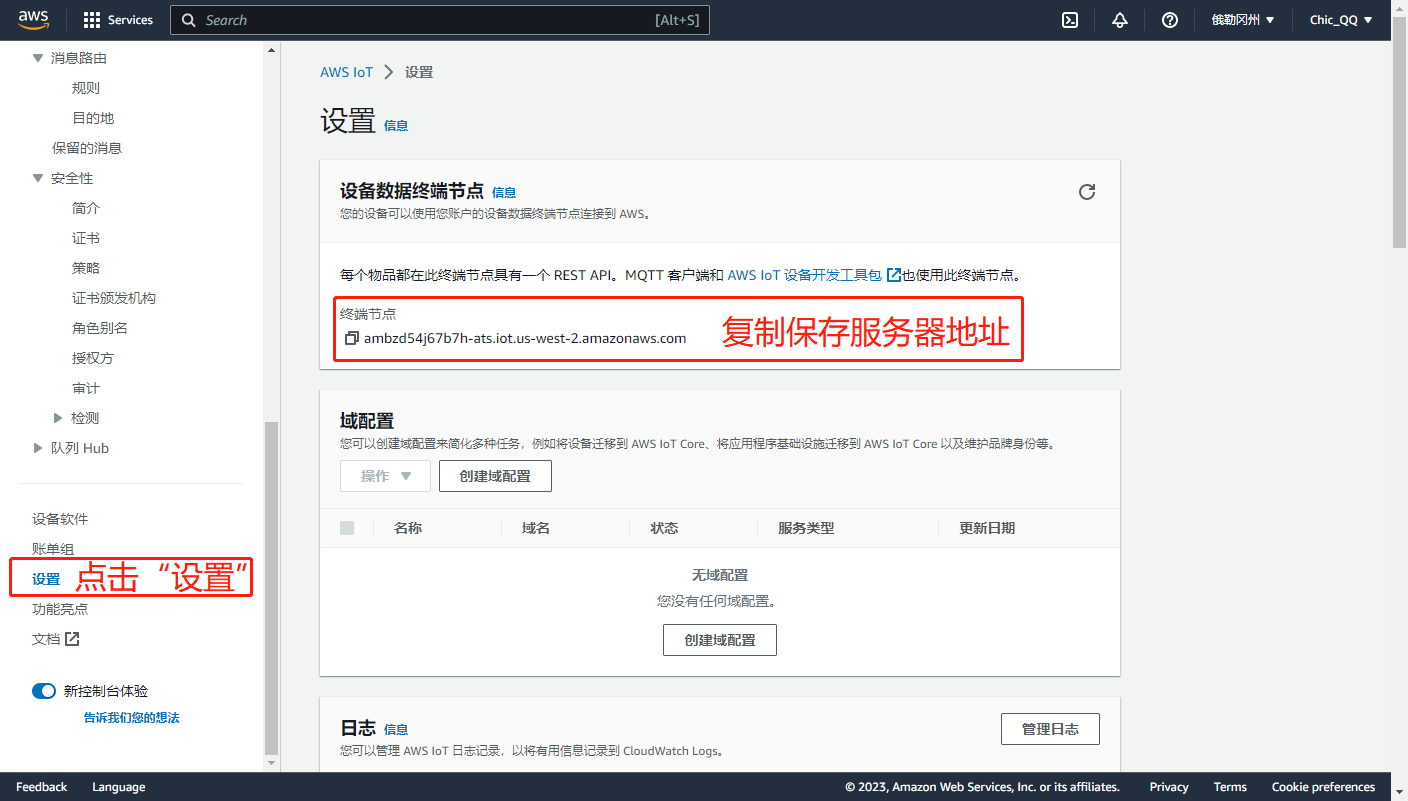 aws
Services
Search
[Alt+S]
俄勒冈州
Chic_QQ
消息路由
规则
目的地
保留的消息
安全性
简介
证书
策略
证书颁发机构
角色别名
授权方
审计
检测
队列 Hub
设备软件
账单组
设置
点击“设置”
功能亮点
文档
新控制台体验
告诉我们您的想法
AWS IoT
设置
设置 信息
设备数据终端节点 信息
您的设备可以使用您账户的设备数据终端节点连接到 AWS。
每个物品都在此终端节点具有一个 REST API。MQTT 客户端和 AWS IoT 设备开发工具包 也使用此终端节点。
终端节点
ambzd54j67b7h-ats.iot.us-west-2.amazonaws.com
复制保存服务器地址
域配置
您可以创建域配置来简化多种任务，例如将设备迁移到 AWS IoT Core、将应用程序基础设施迁移到 AWS IoT Core 以及维护品牌身份等。
操作
创建域配置
名称
域名
状态
服务类型
更新日期
无域配置
您没有任何域配置。
创建域配置
日志 信息
您可以管理 AWS IoT 日志记录，以将有用信息记录到 CloudWatch Logs。
管理日志
Feedback
Language
© 2023, Amazon Web Services, Inc. or its affiliates.
Privacy
Terms
Cookie preferences